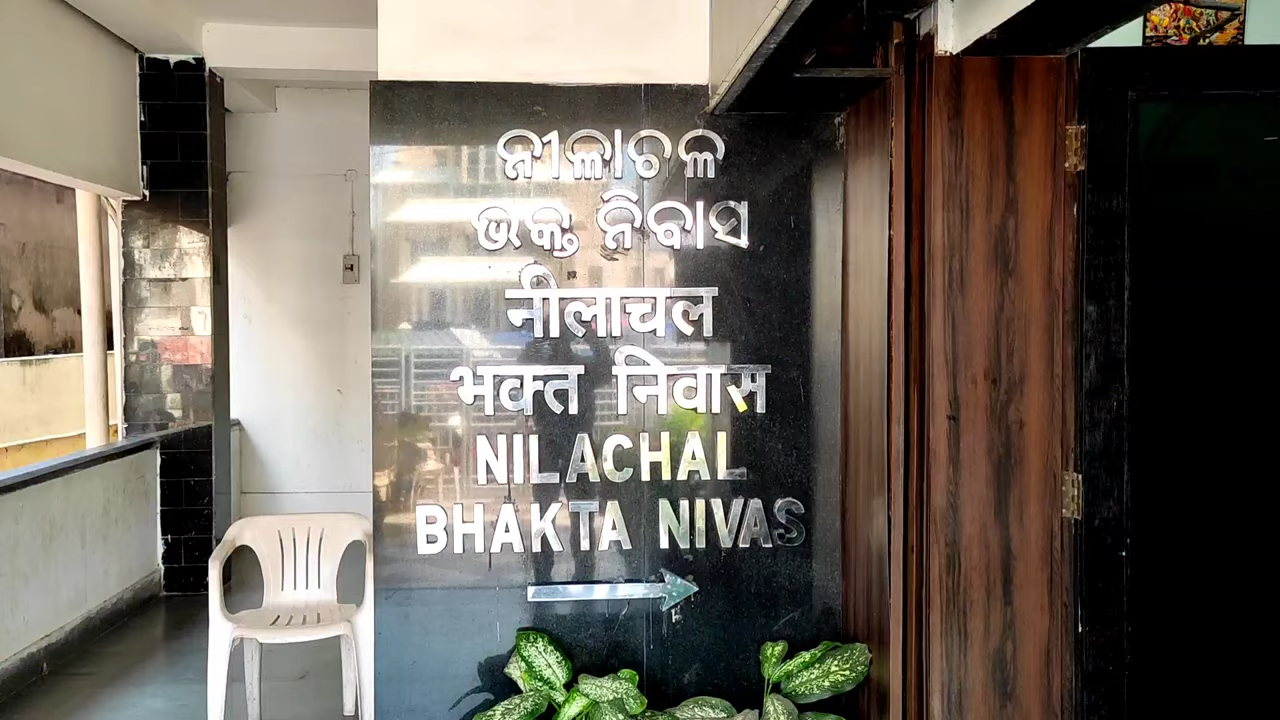 ନୀଳାଚଳ
ଭକ୍ତ ନିବାସ
नीलाचल
भक्त निवास
NILACHAL
BHAKTA NIVAS